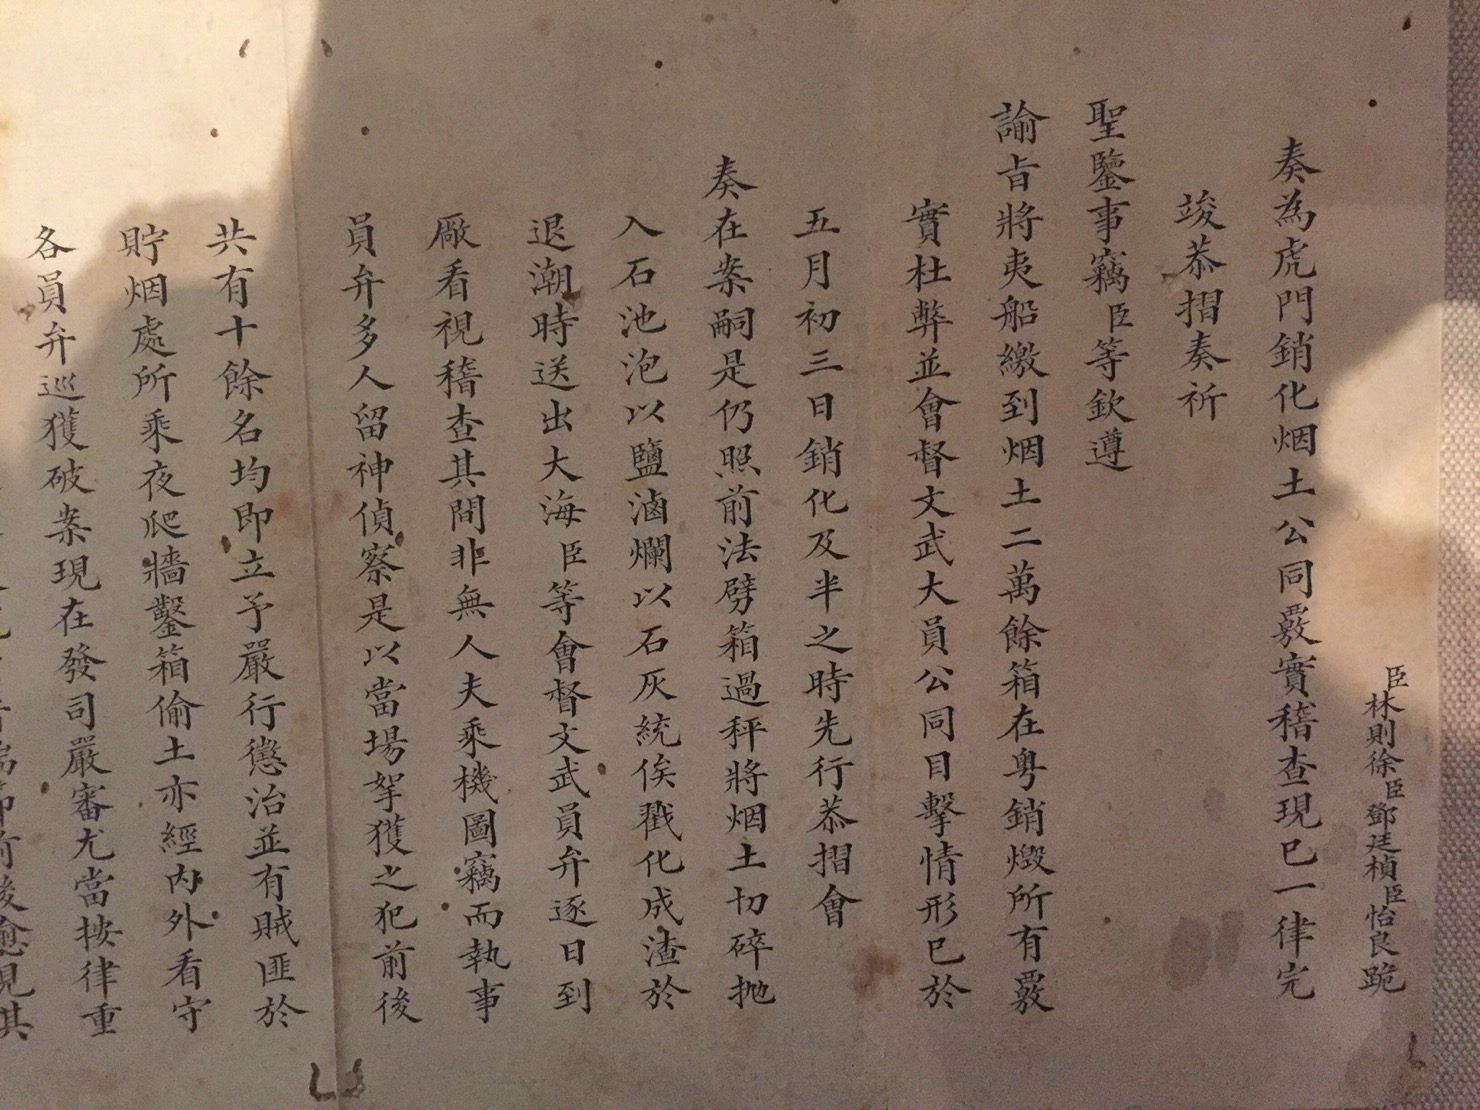 臣林則徐臣鄧廷楨臣怡良跪
奏為虎門銷化烟土公同覈實稽查現已一律完
竣恭摺奏祈
聖鑒事竊臣等欽遵
諭旨將夷船繳到烟土二萬餘箱在粵銷燬所有覈
實杜弊並會督文武大員公同目擊情形已於
五月初三日銷化及半之時先行恭摺會
奏在案嗣是仍照前法劈箱過秤將烟土切碎拋
入石池泡以鹽滷爛以石灰統俟戳化成渣於
退潮時送出大海臣等會督文武員弁逐日到
厰看視稽查其間非無人夫乘機圖竊而執事
員弁多人留神偵察是以當場拏獲之犯前後
共有十餘名均即立予嚴行懲治並有賊匪於
貯烟處所乘夜爬牆鑿箱偷土亦經內外看守
各員弁巡獲破案現在發司嚴審尤當按律重
前後愈見其